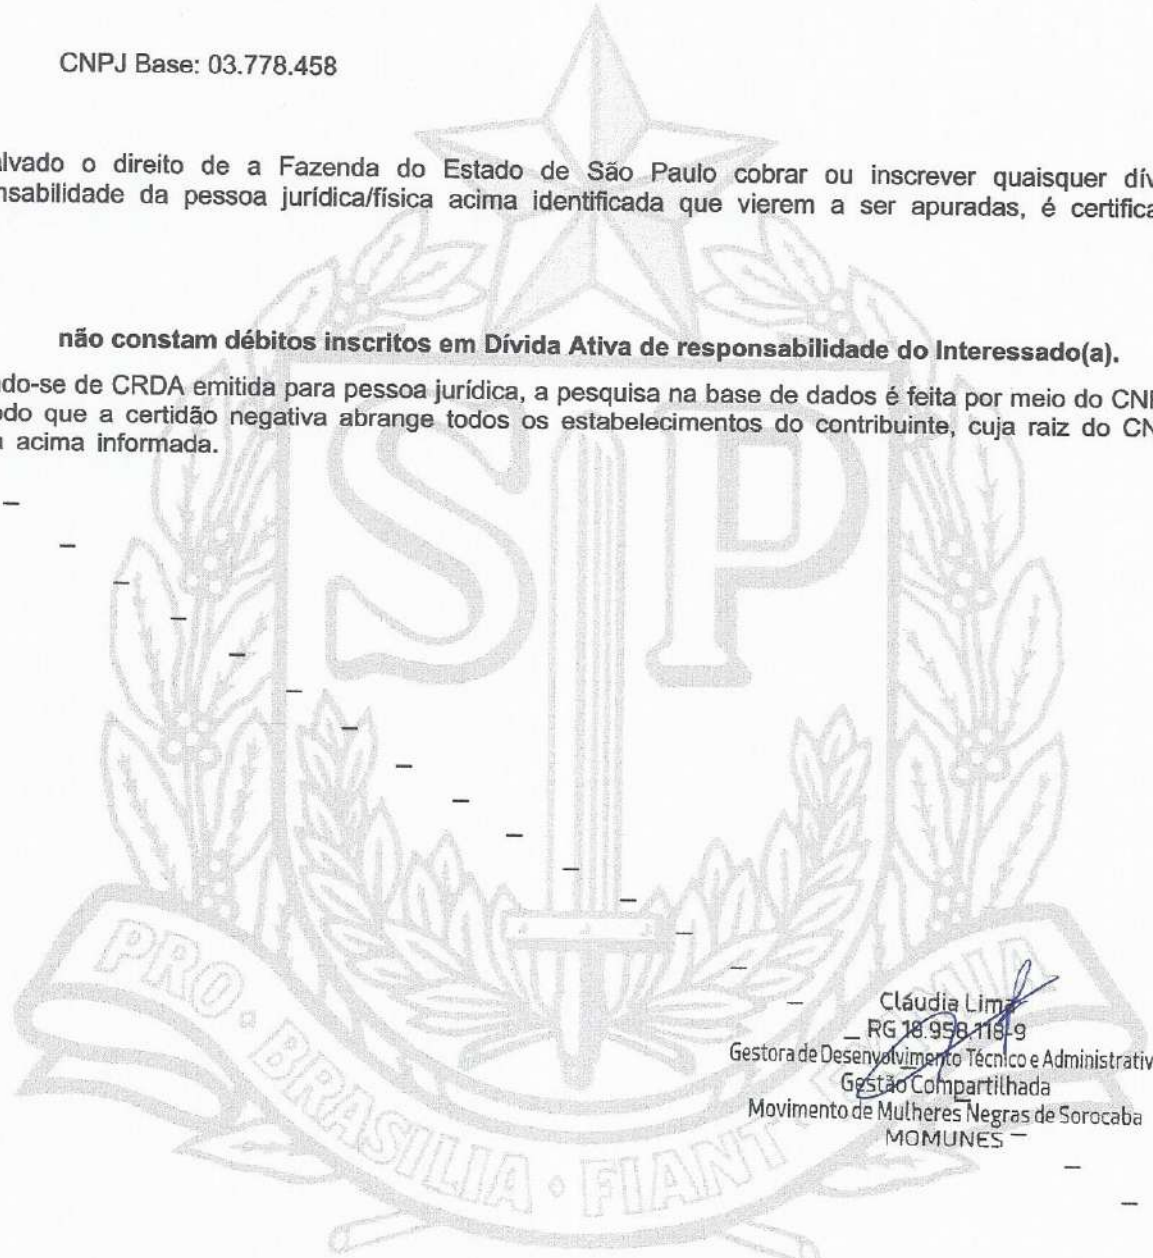 CNPJ Base: 03.778.458
lvado o direito de a Fazenda do Estado de São Paulo cobrar ou inscrever quaisquer dív
nsabilidade da pessoa jurídica/física acima identificada que vierem a ser apuradas, é certifica
não constam débitos inscritos em Dívida Ativa de responsabilidade do Interessado(a).
do-se de CRDA emitida para pessoa jurídica, a pesquisa na base de dados é feita por meio do CN
odo que a certidão negativa abrange todos os estabelecimentos do contribuinte, cuja raiz do CN
acima informada.
SP
Cláudia Lima
RG 18.958.118-9
Gestora de Desenvolvimento Técnico e Administrativ
Gestão Compartilhada
Movimento de Mulheres Negras de Sorocaba
MOMUNES
PRO • BRASILIA • FIANT EXIMIA